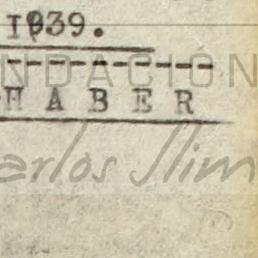 1939.
NDACIÓN
HABER
arlos Slim